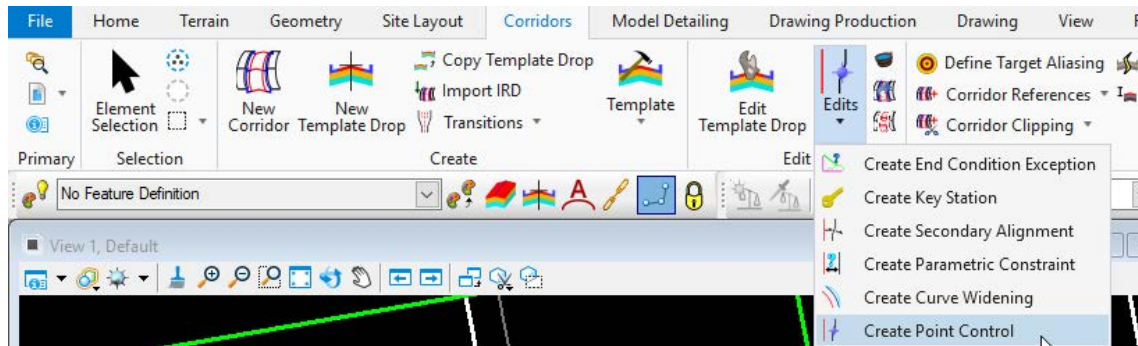 File Home Terrain Geometry Site Layout Corridors Model Detailing Drawing Production Drawing View
Element Selection
New Corridor
New Template Drop
Copy Template Drop
Import IRD
Transitions
Template
Edit Template Drop
Edits
Define Target Aliasing
Corridor References
Corridor Clipping
Primary Selection Create Edit
No Feature Definition
View 1, Default
Create End Condition Exception
Create Key Station
Create Secondary Alignment
Create Parametric Constraint
Create Curve Widening
Create Point Control